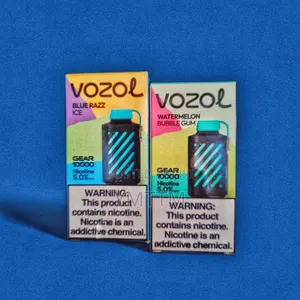 VOZOL
BLUE RAZZ
ICE
GEAR
10000
Nicotine
5.0%
WARNING:
This product
contains nicotine.
Nicotine is an
addictive chemical.
VOZOL
WATERMELON
BUBBLE GUM
GEAR
10000
Nicotine
5.0%
WARNING:
This product
contains nicotine.
Nicotine is an
addictive chemical.